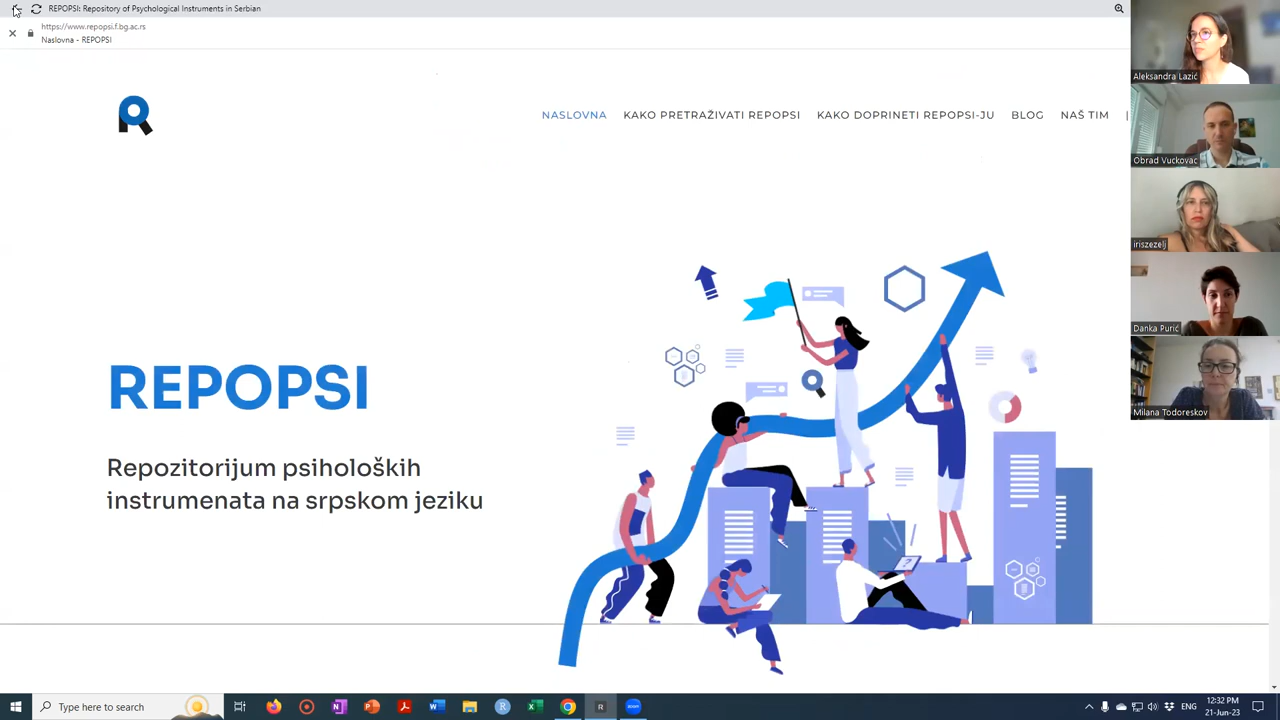 REPOPSI: Repository of Psychological Instruments in Serbian
https://www.repopsi.f.bg.ac.rs
Naslovna - REPOPSI
R
NASLOVNA KAKO PRETRAŽIVATI REPOPSI KAKO DOPRINETI REPOPSI-JU BLOG NAŠ TIM |
REPOPSI
Repozitorijum psiholoških
instrumenata na srpskom jeziku
Aleksandra Lazić
Obrad Vuckovac
iriszezelj
Danka Purić
Milana Todoreskov
Type here to search
12:32 PM
21-Jun-23